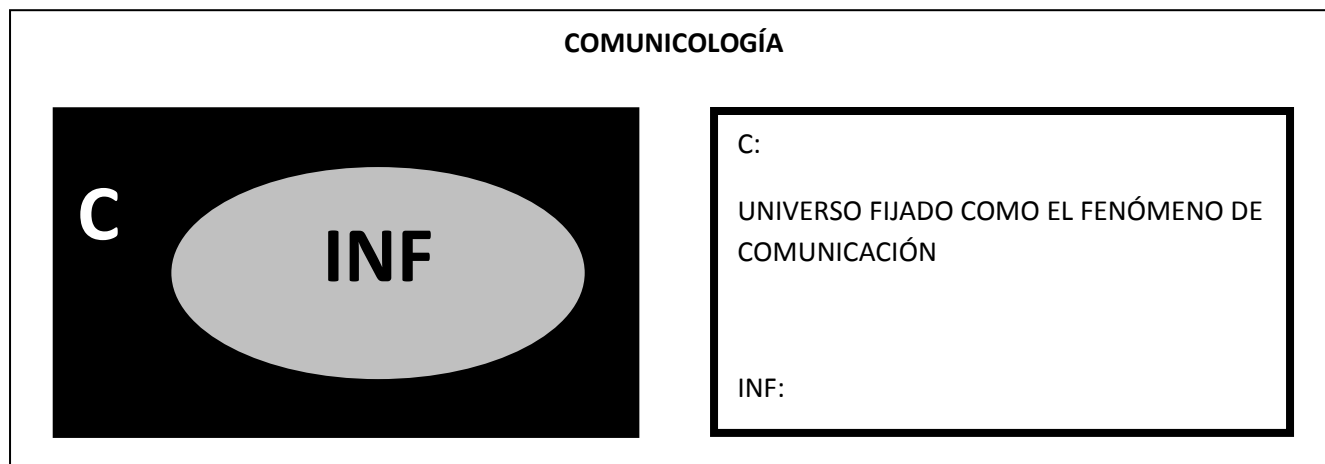 COMUNICOLOGÍA
C
INF
C:
UNIVERSO FIJADO COMO EL FENÓMENO DE
COMUNICACIÓN
INF: